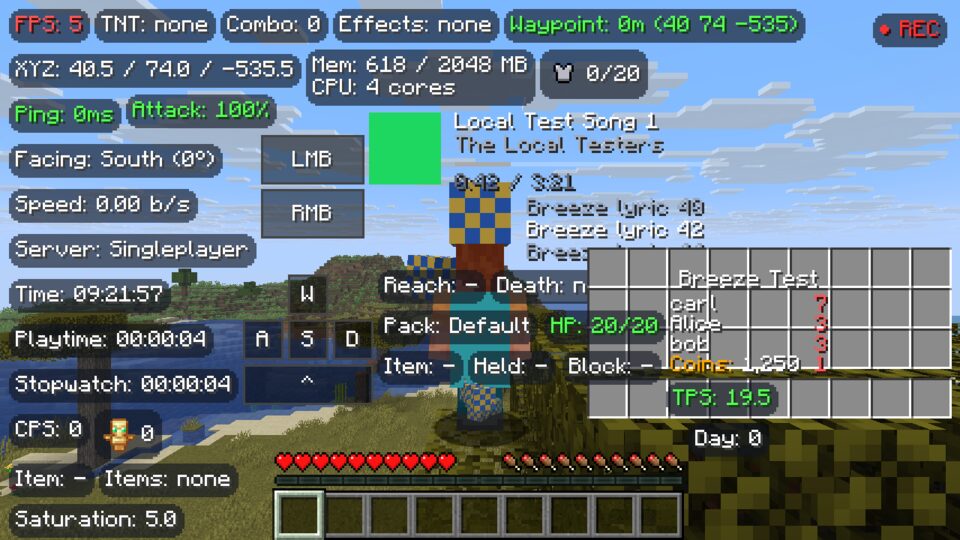 FPS: 5 TNT: none Combo: 0 Effects: none Waypoint: 0m (40 74 -535) REC
XYZ: 40.5 / 74.0 / -535.5 Mem: 618 / 2048 MB
CPU: 4 cores
0/20
Ping: 0ms Attack: 100%
Local Test Song 1
The Local Testers
0:42 / 3:21
Facing: South (0°)
LMB
RMB
Speed: 0.00 b/s
Breeze lyric 40
Breeze lyric 42
Server: Singleplayer
Time: 09:21:57
W
Reach: - Death: n
Breeze Test
carl 7
Alice 3
bob 3
Coins: 1,250 1
Playtime: 00:00:04
A S D
Pack: Default HP: 20/20
Stopwatch: 00:00:04
^
Item: - Held: - Block: -
TPS: 19.5
CPS: 0 0
Day: 0
Item: - Items: none
Saturation: 5.0